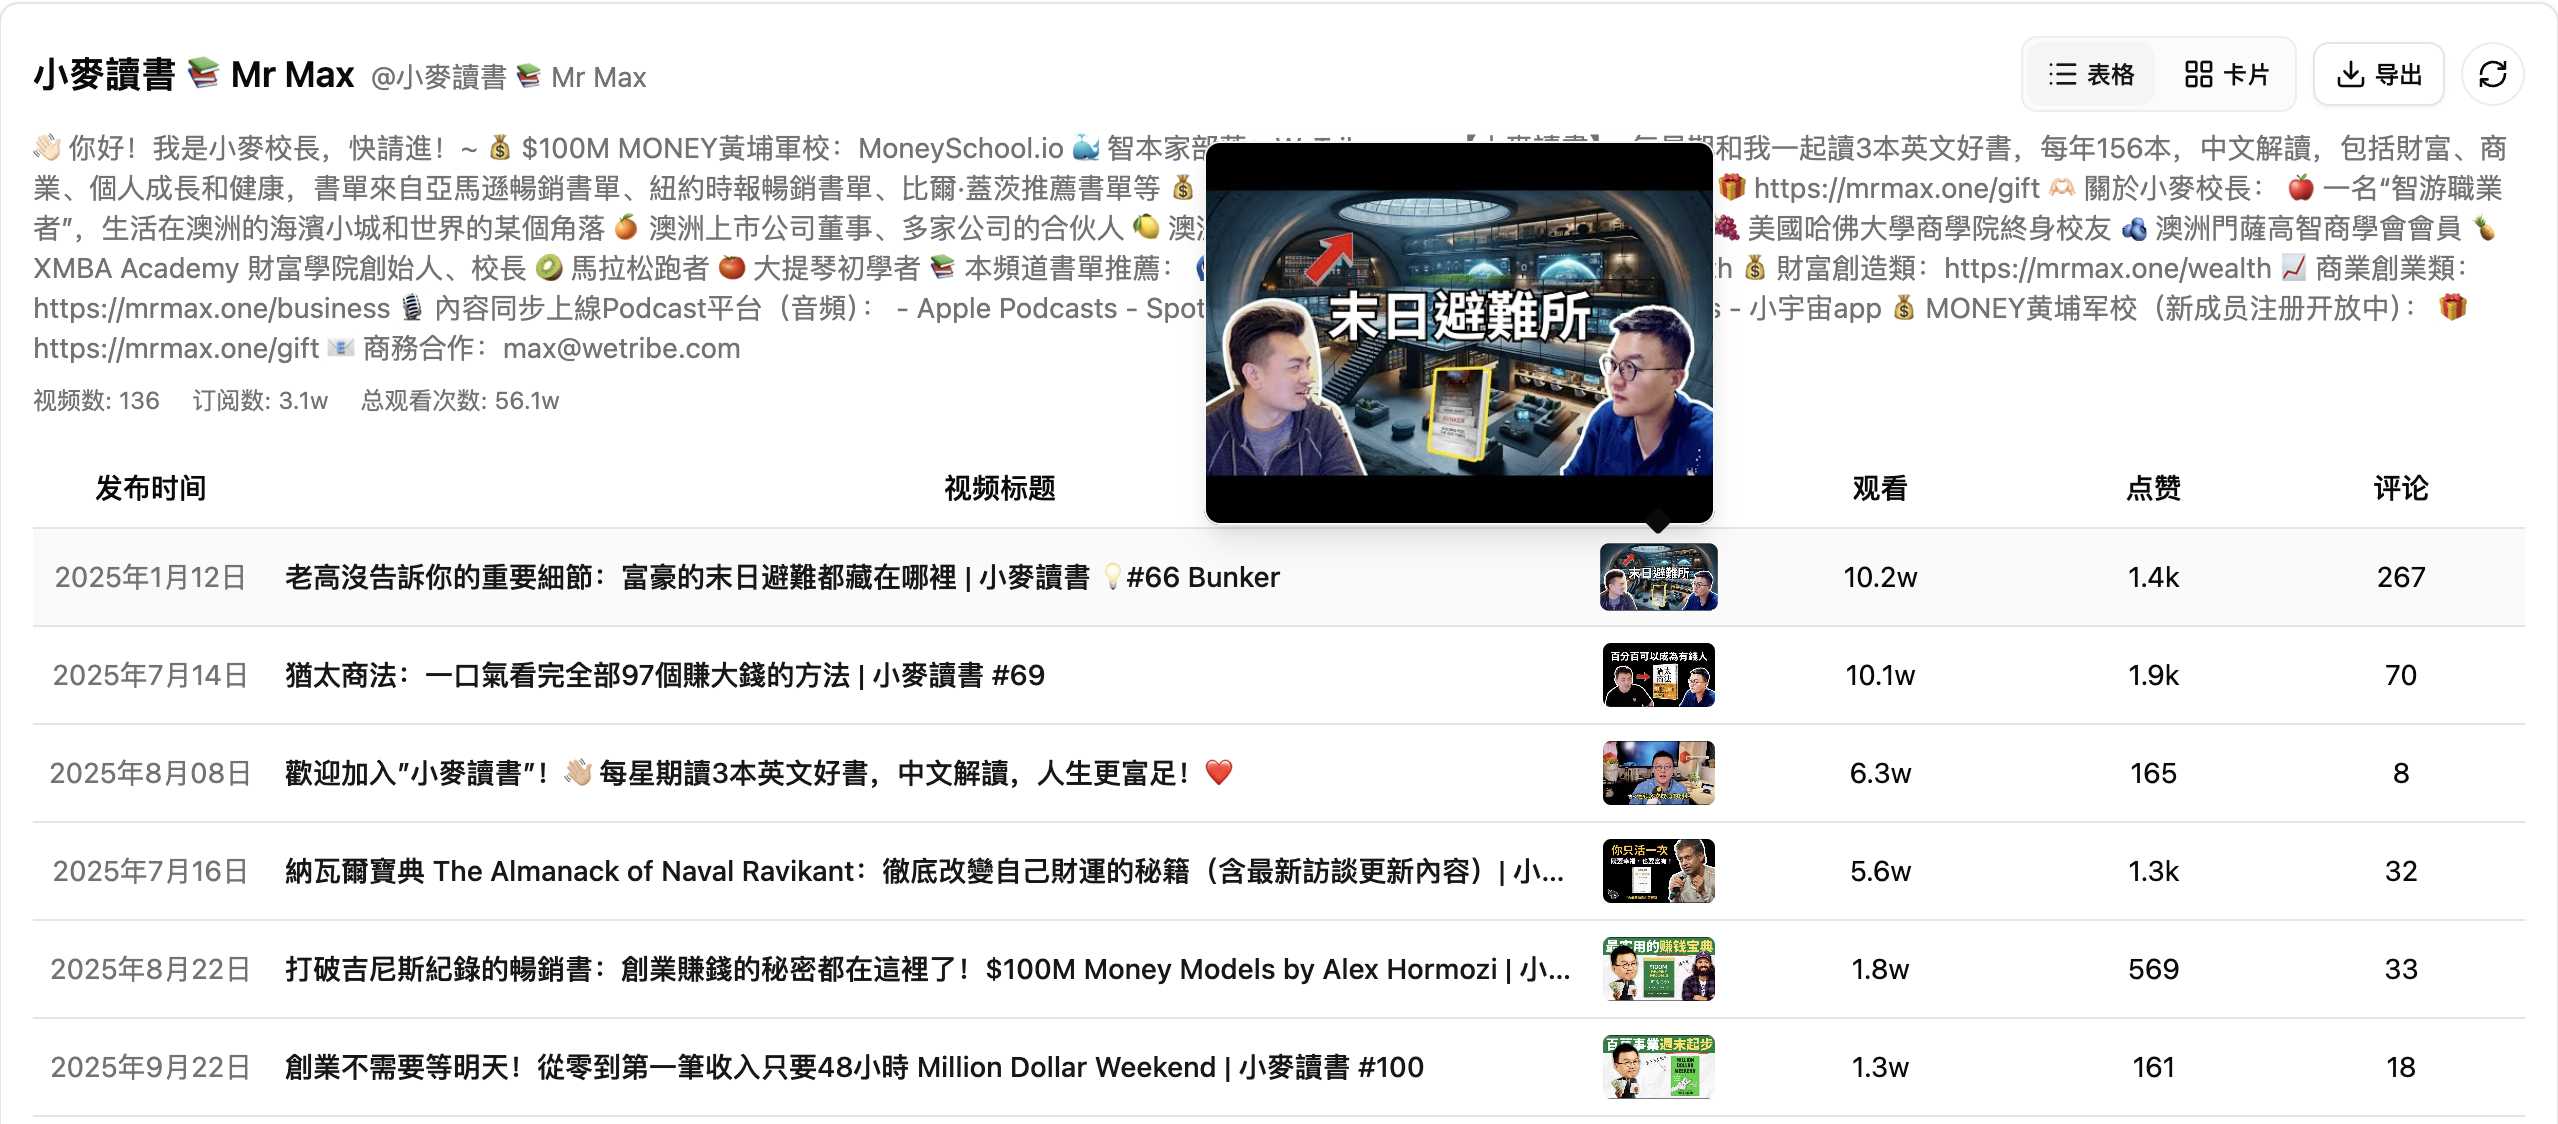 小麥讀書 📚 Mr Max @小麥讀書 📚 Mr Max
表格 卡片 导出
👋🏻 你好！我是小麥校長，快請進！~ 💰 $100M MONEY黃埔軍校：MoneySchool.io 🐳 智本家部落 和我一起讀3本英文好書，每年156本，中文解讀，包括財富、商
業、個人成長和健康，書單來自亞馬遜暢銷書單、紐約時報暢銷書單、比爾·蓋茨推薦書單等 💰 🎁 https://mrmax.one/gift 🫶🏻 關於小麥校長： 🍎 一名“智游職業
者”，生活在澳洲的海濱小城和世界的某個角落 🍊 澳洲上市公司董事、多家公司的合伙人 🍋 澳 🍇 美國哈佛大學商學院終身校友 🫐 澳洲門薩高智商學會會員 🍍
XMBA Academy 財富學院創始人、校長 🥝 馬拉松跑者 🍅 大提琴初學者 📚 本頻道書單推薦： th 💰 財富創造類：https://mrmax.one/wealth 📈 商業創業類：
https://mrmax.one/business 🎙️ 內容同步上線Podcast平台（音頻）： - Apple Podcasts - Spot s - 小宇宙app 💰 MONEY黄埔军校（新成员注册开放中）： 🎁
https://mrmax.one/gift 📧 商務合作：max@wetribe.com
末日避難所
BUNKER
视频数: 136 订阅数: 3.1w 总观看次数: 56.1w
发布时间 视频标题 观看 点赞 评论
2025年1月12日 老高沒告訴你的重要細節：富豪的末日避難都藏在哪裡 | 小麥讀書 💡#66 Bunker 末日避難所 10.2w 1.4k 267
2025年7月14日 猶太商法：一口氣看完全部97個賺大錢的方法 | 小麥讀書 #69 百分百可以成為有錢人 猶太商法 10.1w 1.9k 70
2025年8月08日 歡迎加入”小麥讀書”！👋🏻 每星期讀3本英文好書，中文解讀，人生更富足！❤️ 6.3w 165 8
2025年7月16日 納瓦爾寶典 The Almanack of Naval Ravikant：徹底改變自己財運的秘籍（含最新訪談更新內容）| 小... 你只活一次 5.6w 1.3k 32
2025年8月22日 打破吉尼斯紀錄的暢銷書：創業賺錢的秘密都在這裡了！$100M Money Models by Alex Hormozi | 小... 最实用的赚钱宝典 $100M MONEY MODELS 1.8w 569 33
2025年9月22日 創業不需要等明天！從零到第一筆收入只要48小時 Million Dollar Weekend | 小麥讀書 #100 百萬事業週末起步 MILLION DOLLAR WEEKEND 1.3w 161 18